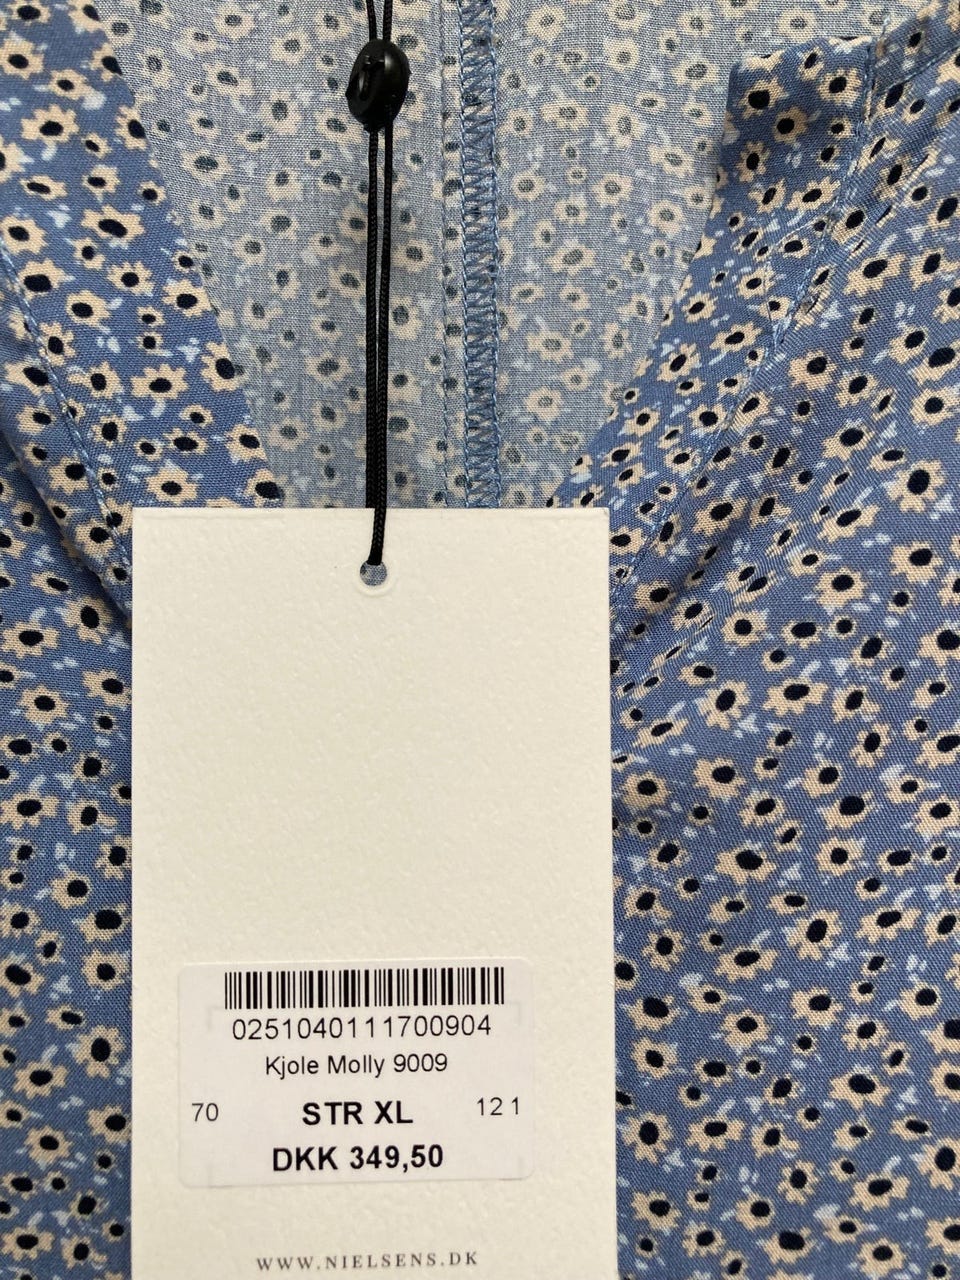 0251040111700904
Kjole Molly 9009
70 STR XL 12 1
DKK 349,50
WWW.NIELSENS.DK